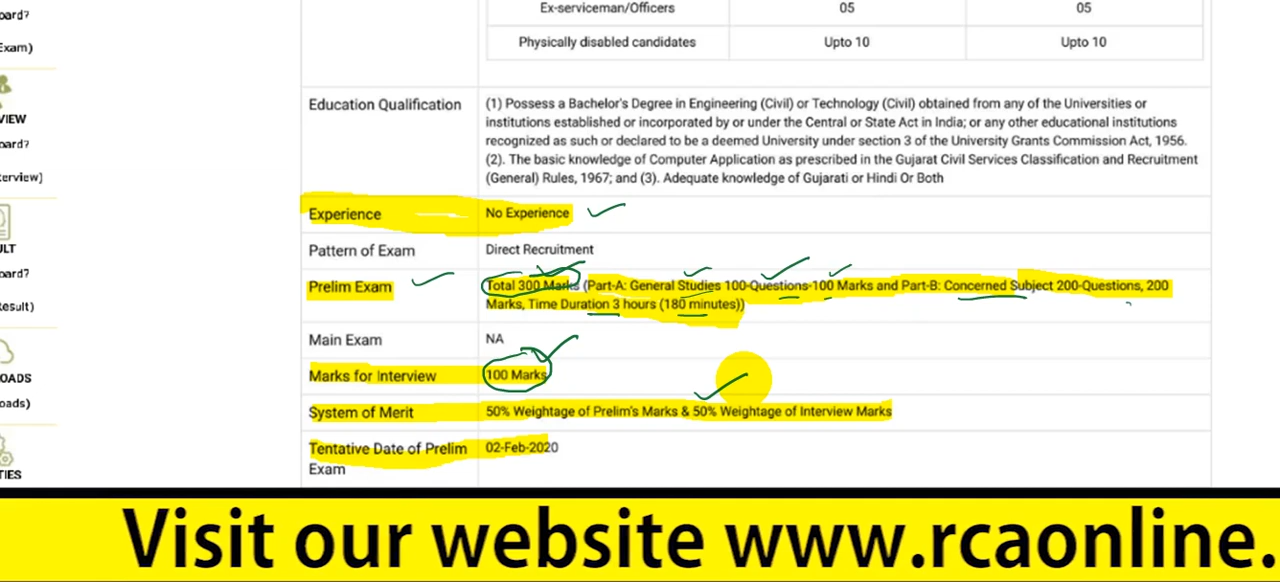 pard?
Exam)
VIEW
pard?
terview)
ULT
pard?
Result)
OADS
oads)
TIES
Ex-serviceman/Officers 05 05
Physically disabled candidates Upto 10 Upto 10
Education Qualification (1) Possess a Bachelor's Degree in Engineering (Civil) or Technology (Civil) obtained from any of the Universities or
institutions established or incorporated by or under the Central or State Act in India; or any other educational institutions
recognized as such or declared to be a deemed University under section 3 of the University Grants Commission Act, 1956.
(2). The basic knowledge of Computer Application as prescribed in the Gujarat Civil Services Classification and Recruitment
(General) Rules, 1967; and (3). Adequate knowledge of Gujarati or Hindi Or Both
Experience No Experience
Pattern of Exam Direct Recruitment
Prelim Exam Total 300 Marks (Part-A: General Studies 100-Questions-100 Marks and Part-B: Concerned Subject 200-Questions, 200
Marks, Time Duration 3 hours (180 minutes))
Main Exam NA
Marks for Interview 100 Marks
System of Merit 50% Weightage of Prelim's Marks & 50% Weightage of Interview Marks
Tentative Date of Prelim 02-Feb-2020
Exam
Visit our website www.rcaonline.